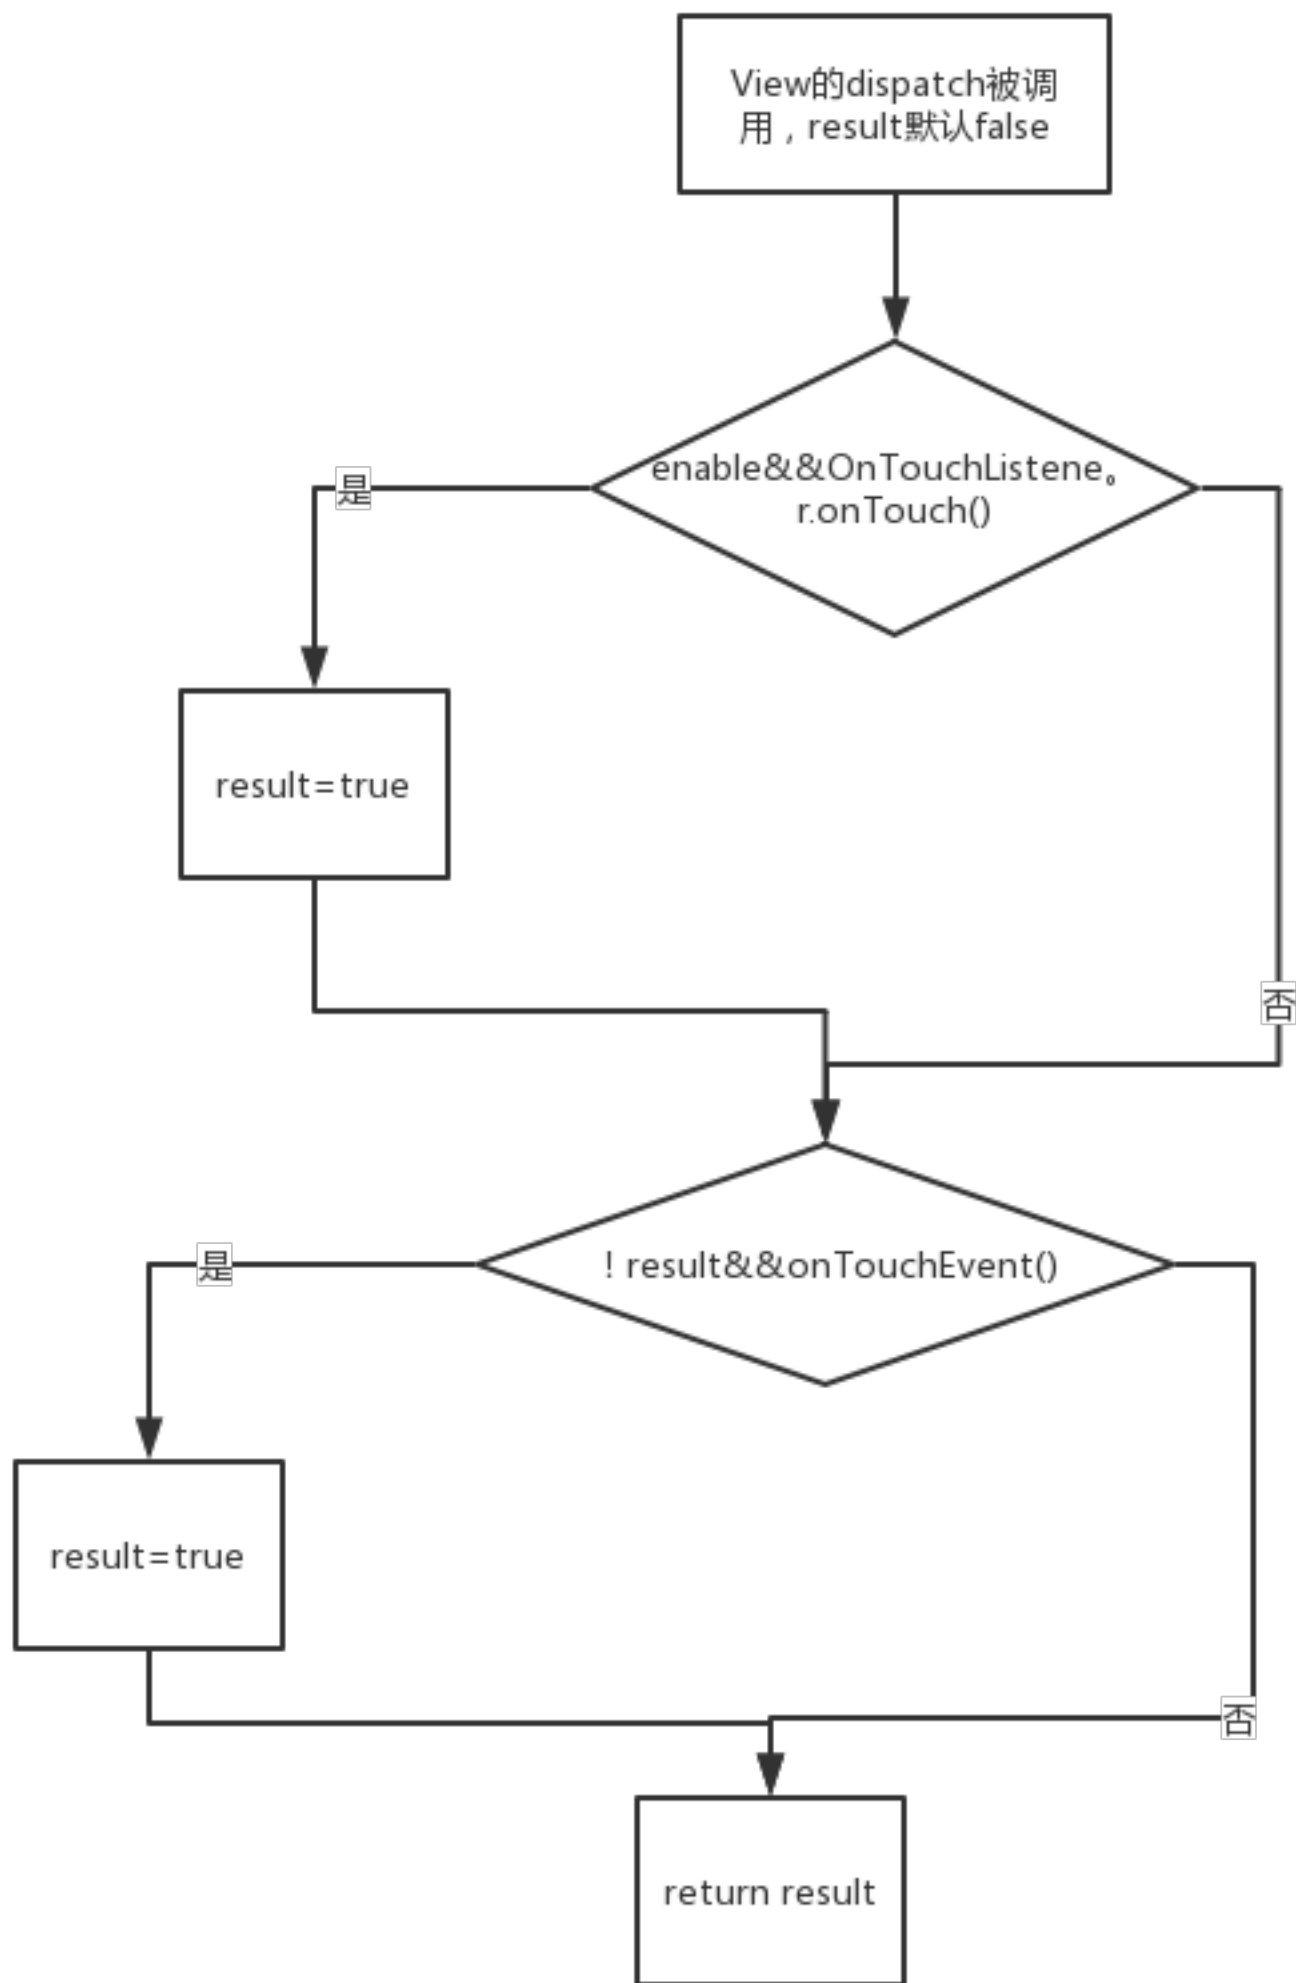 View的dispatch被调
用，result默认false
enable&&OnTouchListene。
r.onTouch()
是
result=true
否
！result&&onTouchEvent()
是
result=true
否
return result